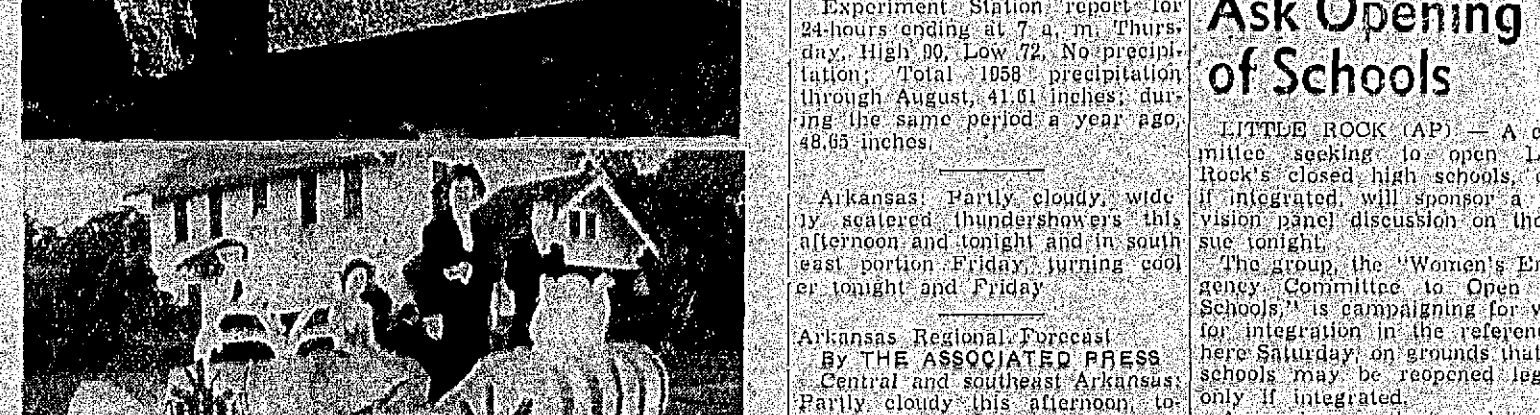 Experiment Station report for
24-hours ending at 7 a, m. Thurs-
day, High 90, Low 72, No precipi-
tation; Total 1958 precipitation
through August, 41.61 inches; dur-
ing the same period a year ago,
48.65 inches.
Arkansas: Partly cloudy, wide
ly scatered thundershowers this
afternoon and tonight and in south
east portion Friday, turning cool
er tonight and Friday
Arkansas Regional Forecast
By THE ASSOCIATED PRESS
Central and southeast Arkansas:
Partly cloudy this afternoon, to-
Ask Opening
of Schools
LITTLE ROCK (AP) — A
mittee seeking to open
Rock's closed high schools,
if integrated, will sponsor a
vision panel discussion on
sue tonight.
The group, the "Women's
gency Committee to Open
Schools," is campaigning for
for integration in the
here Saturday, on grounds
schools may be reopened
only if integrated.